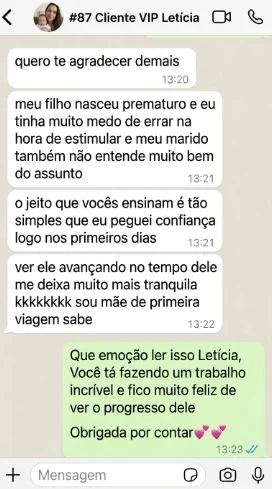 #87 Cliente VIP Letícia
quero te agradecer demais
13:20
meu filho nasceu prematuro e eu
tinha muito medo de errar na
hora de estimular e meu marido
também não entende muito bem
do assunto
13:21
o jeito que vocês ensinam é tão
simples que eu peguei confiança
logo nos primeiros dias
13:21
ver ele avançando no tempo dele
me deixa muito mais tranquila
kkkkkkkk sou mãe de primeira
viagem sabe
13:22
Que emoção ler isso Letícia,
Você tá fazendo um trabalho
incrível e fico muito feliz de
ver o progresso dele
Obrigada por contar💕💕
13:23
Mensagem